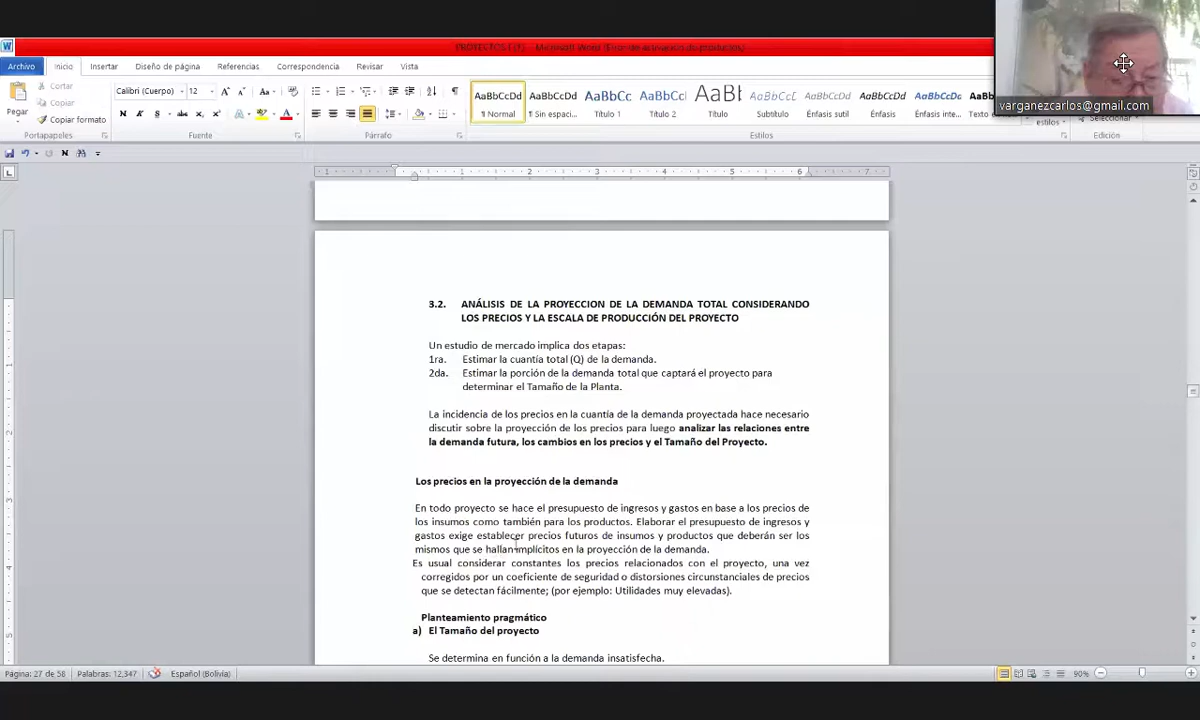 PROYECTOS I (1) - Microsoft Word (Error de activación de productos)
varganezcarlos@gmail.com
Archivo Inicio Insertar Diseño de página Referencias Correspondencia Revisar Vista
Pegar
Cortar
Copiar
Copiar formato
Portapapeles
Calibri (Cuerpo) 12
Fuente
Párrafo
AaBbCcDd AaBbCcDd AaBbCc AaBbCc AaBbCcDd AaBbCcDd AaBbCcDd AaBbCcDd
¶ Normal ¶ Sin espaci... Título 1 Título 2 Título Subtítulo Énfasis sutil Énfasis Énfasis inte...
Estilos
estilos
Seleccionar
Edición
3.2. ANÁLISIS DE LA PROYECCION DE LA DEMANDA TOTAL CONSIDERANDO
LOS PRECIOS Y LA ESCALA DE PRODUCCIÓN DEL PROYECTO
Un estudio de mercado implica dos etapas:
1ra. Estimar la cuantía total (Q) de la demanda.
2da. Estimar la porción de la demanda total que captará el proyecto para
determinar el Tamaño de la Planta.
La incidencia de los precios en la cuantía de la demanda proyectada hace necesario
discutir sobre la proyección de los precios para luego analizar las relaciones entre
la demanda futura, los cambios en los precios y el Tamaño del Proyecto.
Los precios en la proyección de la demanda
En todo proyecto se hace el presupuesto de ingresos y gastos en base a los precios de
los insumos como también para los productos. Elaborar el presupuesto de ingresos y
gastos exige establecer precios futuros de insumos y productos que deberán ser los
mismos que se hallan implícitos en la proyección de la demanda.
Es usual considerar constantes los precios relacionados con el proyecto, una vez
corregidos por un coeficiente de seguridad o distorsiones circunstanciales de precios
que se detectan fácilmente; (por ejemplo: Utilidades muy elevadas).
Planteamiento pragmático
a) El Tamaño del proyecto
Se determina en función a la demanda insatisfecha.
Página: 27 de 58 Palabras: 12,347 Español (Bolivia) 90%